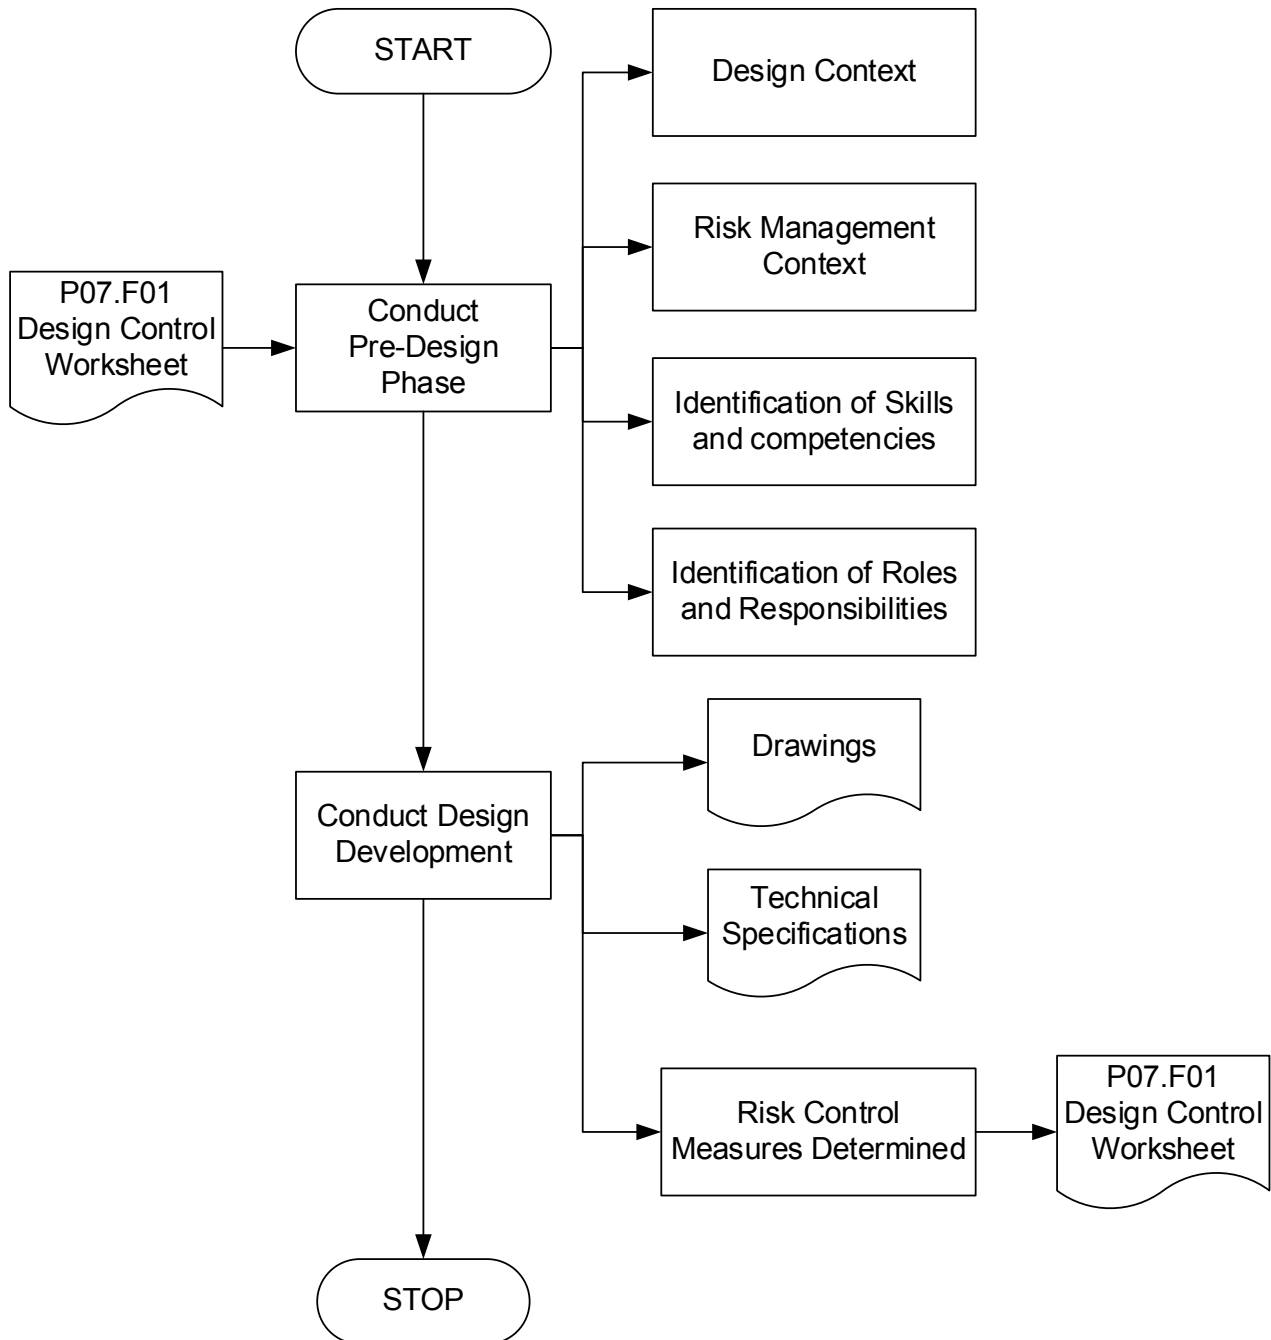 START
Design Context
Risk Management
Context
P07.F01
Design Control
Worksheet
Conduct
Pre-Design
Phase
Identification of Skills
and competencies
Identification of Roles
and Responsibilities
Drawings
Conduct Design
Development
Technical
Specifications
Risk Control
Measures Determined
P07.F01
Design Control
Worksheet
STOP